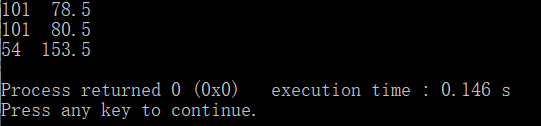 101  78.5
101  80.5
54  153.5
Process returned 0 (0x0)   execution time : 0.146 s
Press any key to continue.